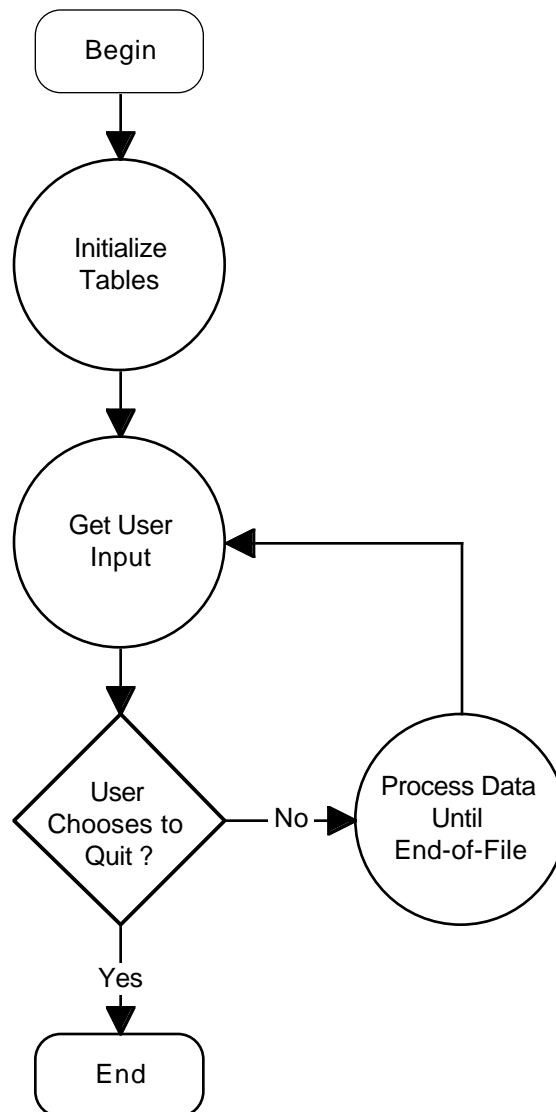 Begin
Initialize
Tables
Get User
Input
User
Chooses to
Quit ?
No
Process Data
Until
End-of-File
Yes
End